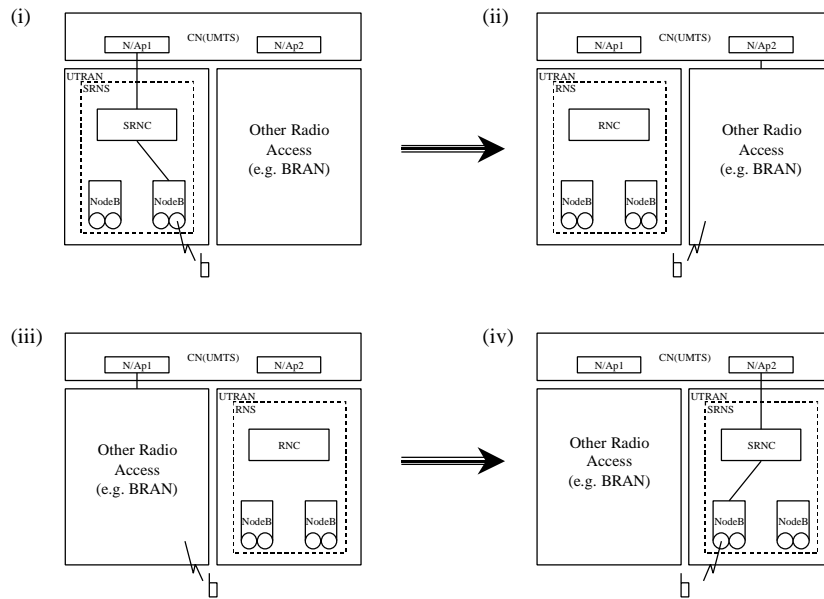 (i)
CN(UMTS)
N/Ap1
N/Ap2
UTRAN
SRNS
SRNC
NodeB
NodeB
Other Radio
Access
(e.g. BRAN)
(ii)
CN(UMTS)
N/Ap1
N/Ap2
UTRAN
RNS
RNC
NodeB
NodeB
Other Radio
Access
(e.g. BRAN)
(iii)
CN(UMTS)
N/Ap1
N/Ap2
Other Radio
Access
(e.g. BRAN)
UTRAN
RNS
RNC
NodeB
NodeB
(iv)
CN(UMTS)
N/Ap1
N/Ap2
Other Radio
Access
(e.g. BRAN)
UTRAN
SRNS
SRNC
NodeB
NodeB